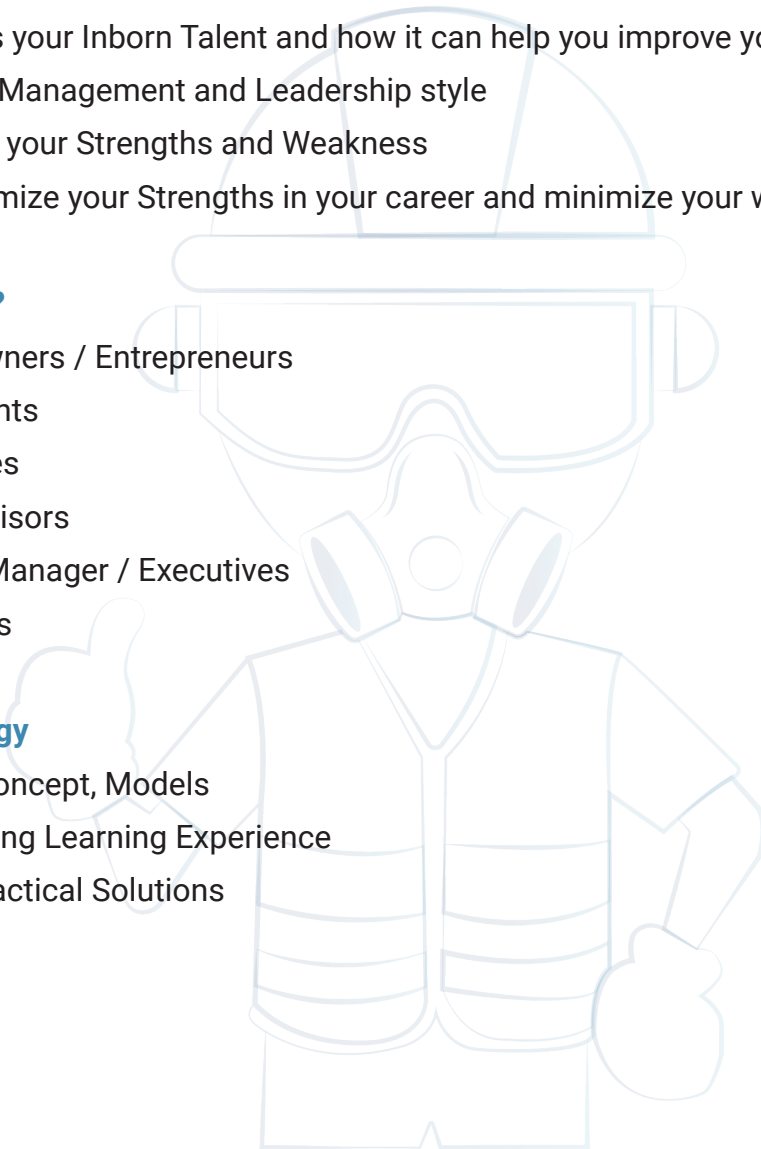 s your Inborn Talent and how it can help you improve yo
Management and Leadership style
your Strengths and Weakness
mize your Strengths in your career and minimize your w
?
ners / Entrepreneurs
nts
es
isors
Manager / Executives
s
gy
oncept, Models
ng Learning Experience
actical Solutions